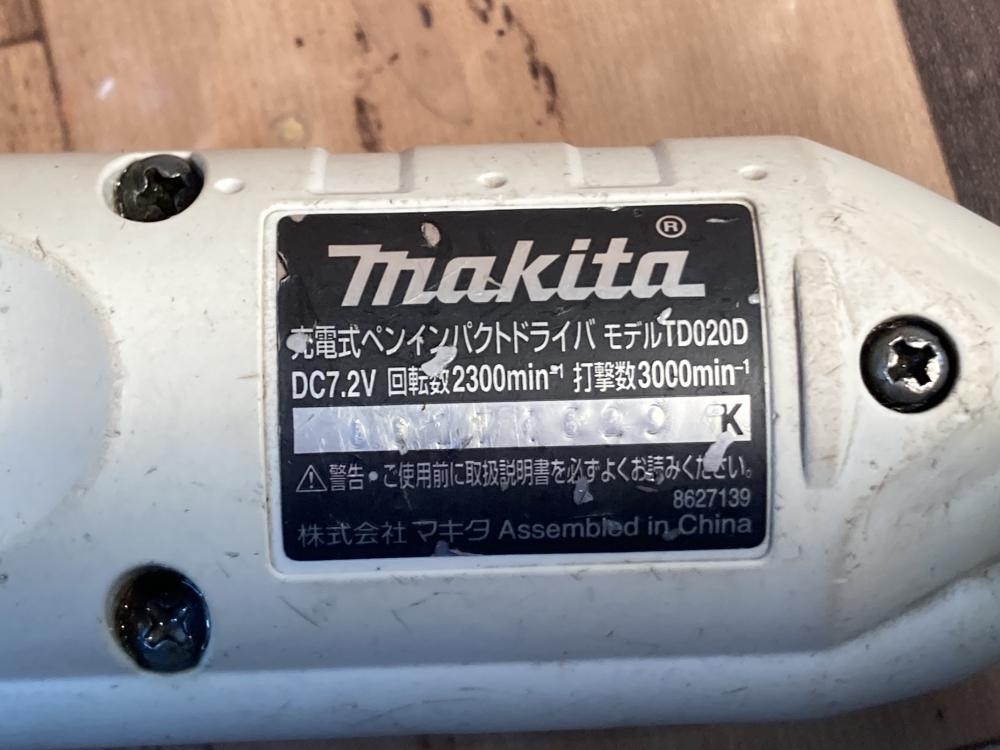 makita®
充電式ペンインパクトドライバ モデルTD020D
DC7.2V 回転数2300min⁻¹ 打撃数3000min⁻¹
K
⚠警告・ご使用前に取扱説明書を必ずよくお読みください。
8627139
株式会社 マキタ Assembled in China